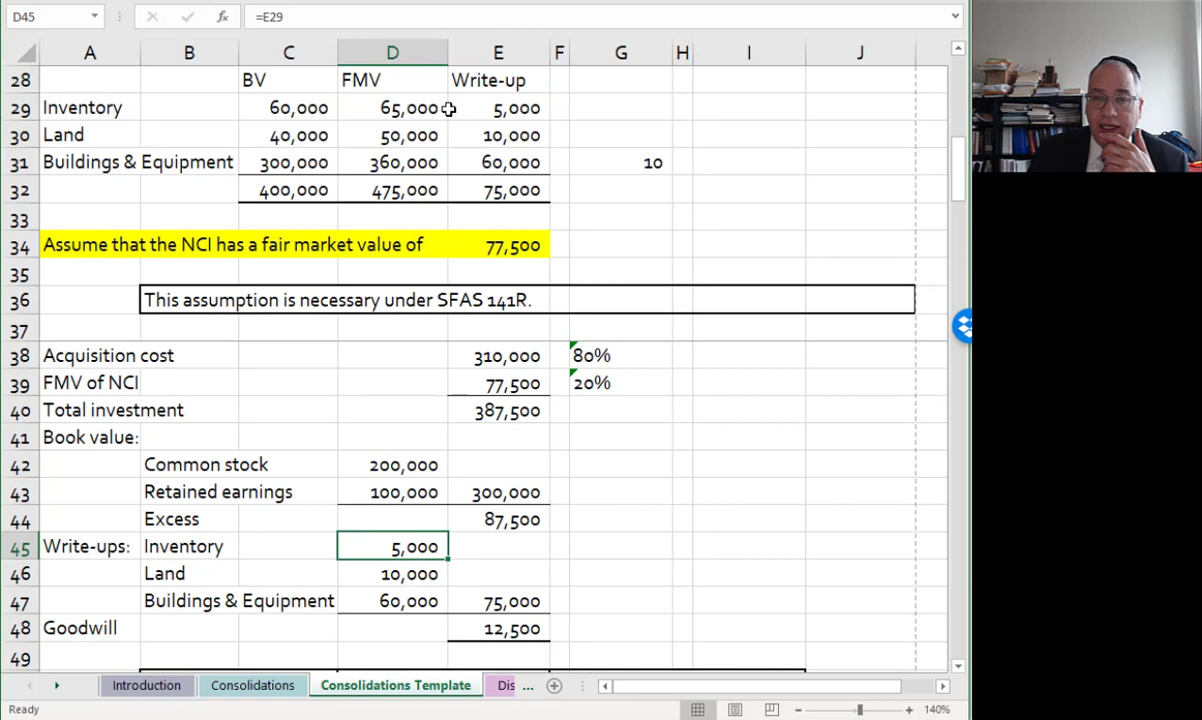 D45 fx =E29
A B C D E F G H I J
28 BV FMV Write-up
29 Inventory 60,000 65,000 5,000
30 Land 40,000 50,000 10,000
31 Buildings & Equipment 300,000 360,000 60,000 10
32 400,000 475,000 75,000
33
34 Assume that the NCI has a fair market value of 77,500
35
36 This assumption is necessary under SFAS 141R.
37
38 Acquisition cost 310,000 80%
39 FMV of NCI 77,500 20%
40 Total investment 387,500
41 Book value:
42 Common stock 200,000
43 Retained earnings 100,000 300,000
44 Excess 87,500
45 Write-ups: Inventory 5,000
46 Land 10,000
47 Buildings & Equipment 60,000 75,000
48 Goodwill 12,500
49
Introduction Consolidations Consolidations Template Dis ...
Ready 140%